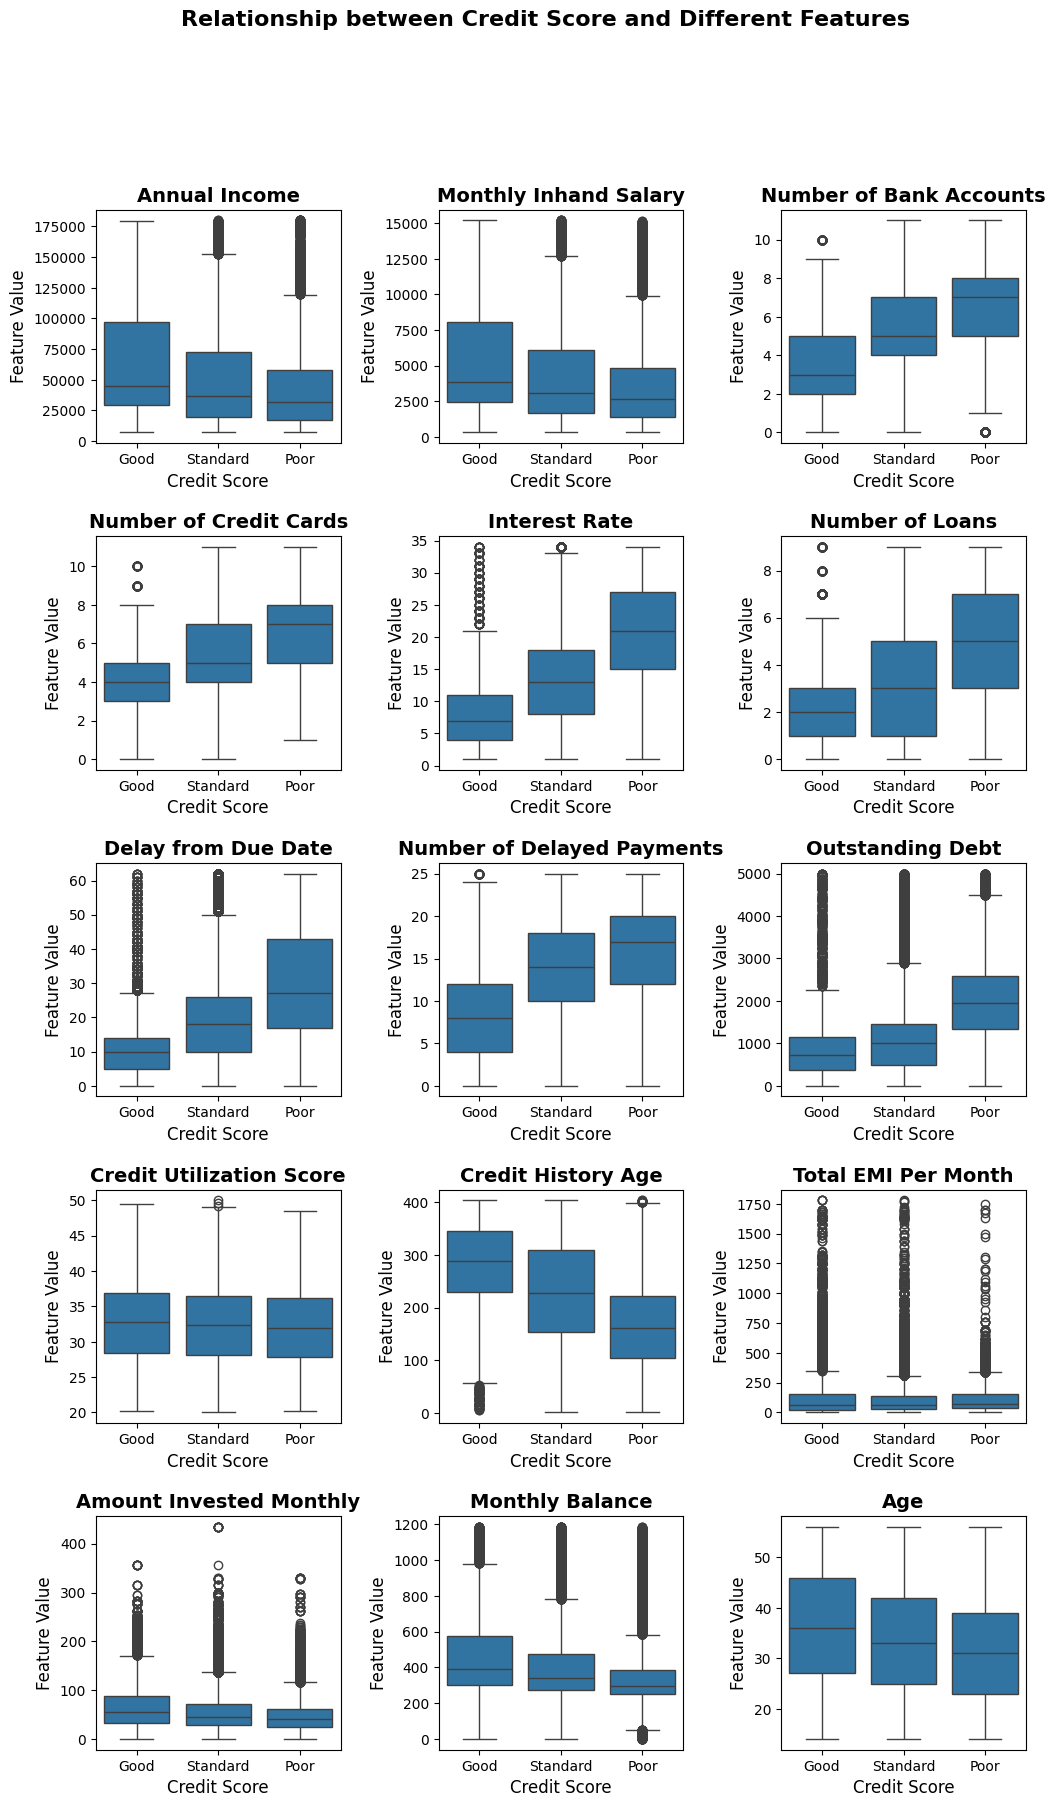 Relationship between Credit Score and Different Features
Annual Income
Feature Value
175000
150000
125000
100000
75000
50000
25000
0
Good Standard Poor
Credit Score
Monthly Inhand Salary
Feature Value
15000
12500
10000
7500
5000
2500
0
Good Standard Poor
Credit Score
Number of Bank Accounts
Feature Value
10
8
6
4
2
0
Good Standard Poor
Credit Score
Number of Credit Cards
Feature Value
10
8
6
4
2
0
Good Standard Poor
Credit Score
Interest Rate
Feature Value
35
30
25
20
15
10
5
0
Good Standard Poor
Credit Score
Number of Loans
Feature Value
8
6
4
2
0
Good Standard Poor
Credit Score
Delay from Due Date
Feature Value
60
50
40
30
20
10
0
Good Standard Poor
Credit Score
Number of Delayed Payments
Feature Value
25
20
15
10
5
0
Good Standard Poor
Credit Score
Outstanding Debt
Feature Value
5000
4000
3000
2000
1000
0
Good Standard Poor
Credit Score
Credit Utilization Score
Feature Value
50
45
40
35
30
25
20
Good Standard Poor
Credit Score
Credit History Age
Feature Value
400
300
200
100
0
Good Standard Poor
Credit Score
Total EMI Per Month
Feature Value
1750
1500
1250
1000
750
500
250
0
Good Standard Poor
Credit Score
Amount Invested Monthly
Feature Value
400
300
200
100
0
Good Standard Poor
Credit Score
Monthly Balance
Feature Value
1200
1000
800
600
400
200
0
Good Standard Poor
Credit Score
Age
Feature Value
50
40
30
20
Good Standard Poor
Credit Score